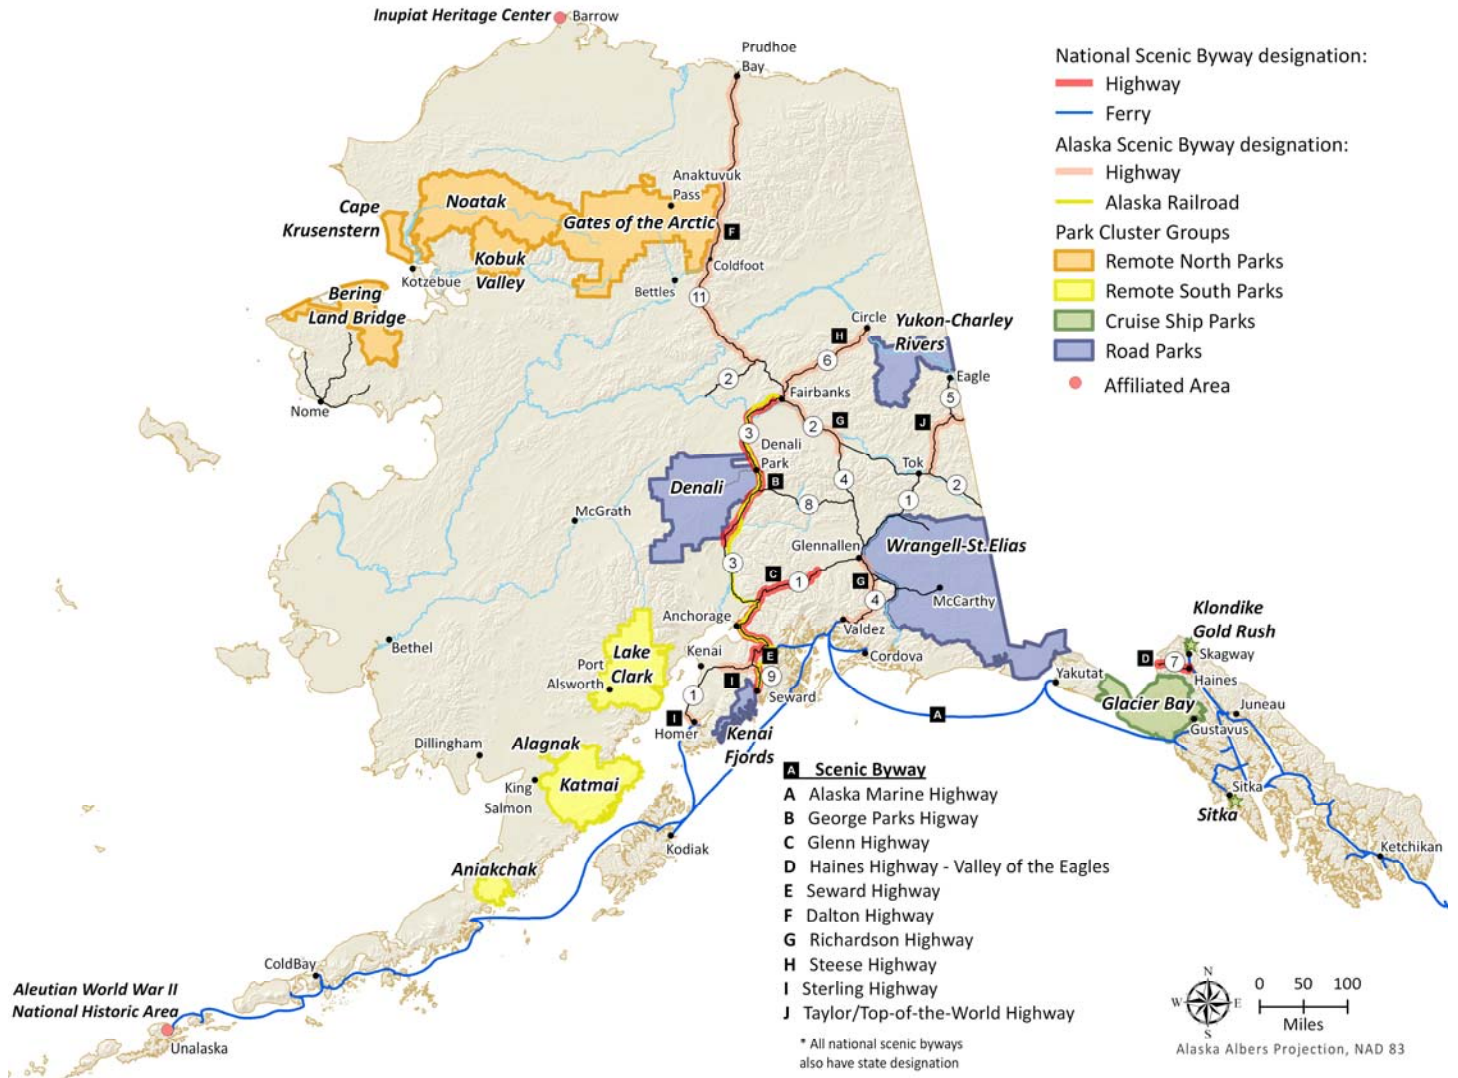 Inupiat Heritage Center
Barrow
Prudhoe
Bay
National Scenic Byway designation:
Highway
Ferry
Alaska Scenic Byway designation:
Highway
Alaska Railroad
Park Cluster Groups
Remote North Parks
Remote South Parks
Cruise Ship Parks
Road Parks
Affiliated Area
Anaktuvuk
Pass
Noatak
Cape
Krusenstern
Gates of the Arctic
F
Kobuk
Valley
Coldfoot
Kotzebue
Bettles
11
Bering
Land Bridge
Circle
Yukon-Charley
Rivers
H
6
2
Eagle
Fairbanks
5
Nome
3
2
G
J
Denali
Park
Tok
B
4
2
Denali
8
1
McGrath
Glennallen
Wrangell-St.Elias
3
C
1
G
4
McCarthy
Anchorage
Valdez
Klondike
Gold Rush
Skagway
D
7
Haines
Bethel
Lake
Clark
Kenai
E
Cordova
Port
Alsworth
I
9
Yakutat
1
Seward
Glacier Bay
Juneau
I
A
Gustavus
Homer
Kenai
Fjords
Dillingham
Alagnak
King
Salmon
Katmai
Sitka
Sitka
Kodiak
Ketchikan
Aniakchak
A Scenic Byway
A Alaska Marine Highway
B George Parks Higway
C Glenn Highway
D Haines Highway - Valley of the Eagles
E Seward Highway
F Dalton Highway
G Richardson Highway
H Steese Highway
I Sterling Highway
J Taylor/Top-of-the-World Highway
* All national scenic byways
also have state designation
ColdBay
Aleutian World War II
National Historic Area
Unalaska
N
W E
S
0 50 100
Miles
Alaska Albers Projection, NAD 83